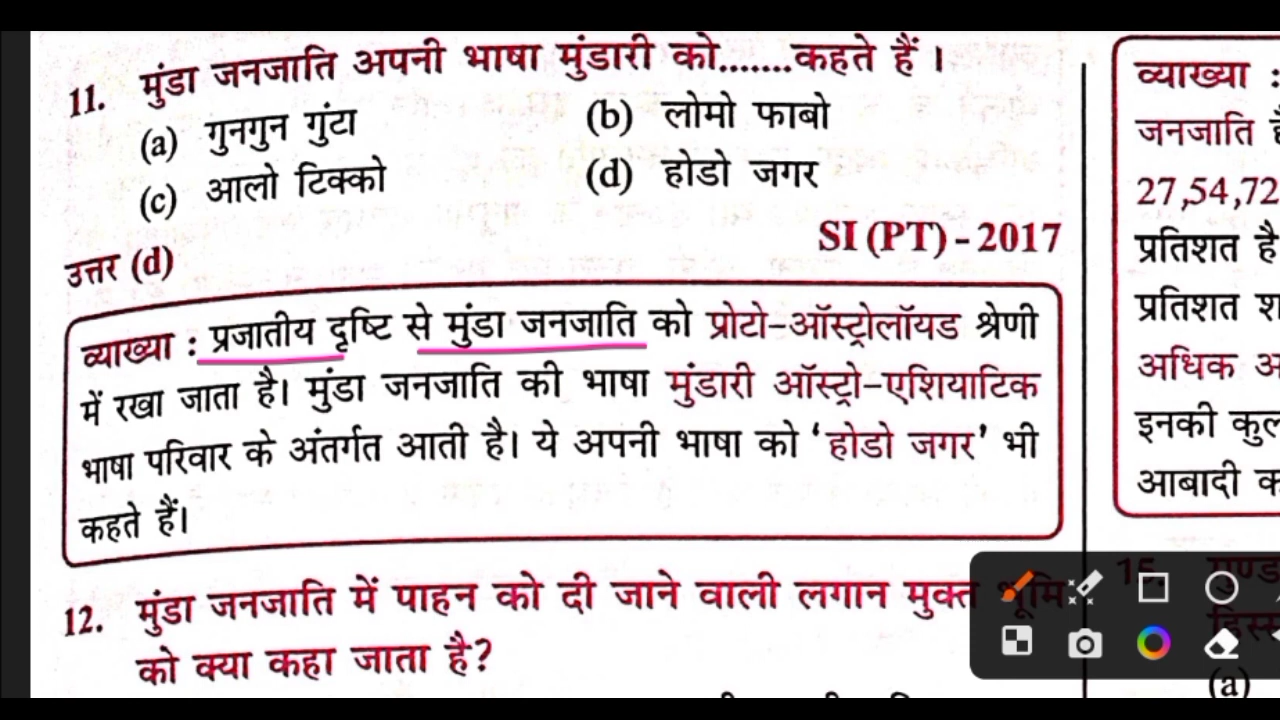 11. मुंडा जनजाति अपनी भाषा मुंडारी को.......कहते हैं ।
(a) गुनगुन गुंटा
(b) लोमो फाबो
(c) आलो टिक्को
(d) होडो जगर
SI (PT) - 2017
उत्तर (d)
व्याख्या : प्रजातीय दृष्टि से मुंडा जनजाति को प्रोटो-ऑस्ट्रोलॉयड श्रेणी
में रखा जाता है। मुंडा जनजाति की भाषा मुंडारी ऑस्ट्रो-एशियाटिक
भाषा परिवार के अंतर्गत आती है। ये अपनी भाषा को ‘होडो जगर’ भी
कहते हैं।
12. मुंडा जनजाति में पाहन को दी जाने वाली लगान मुक्त भूमि
को क्या कहा जाता है?
व्याख्या :
जनजाति
27,54,72
प्रतिशत है
प्रतिशत
अधिक
इनकी
आबादी
15.
(a)